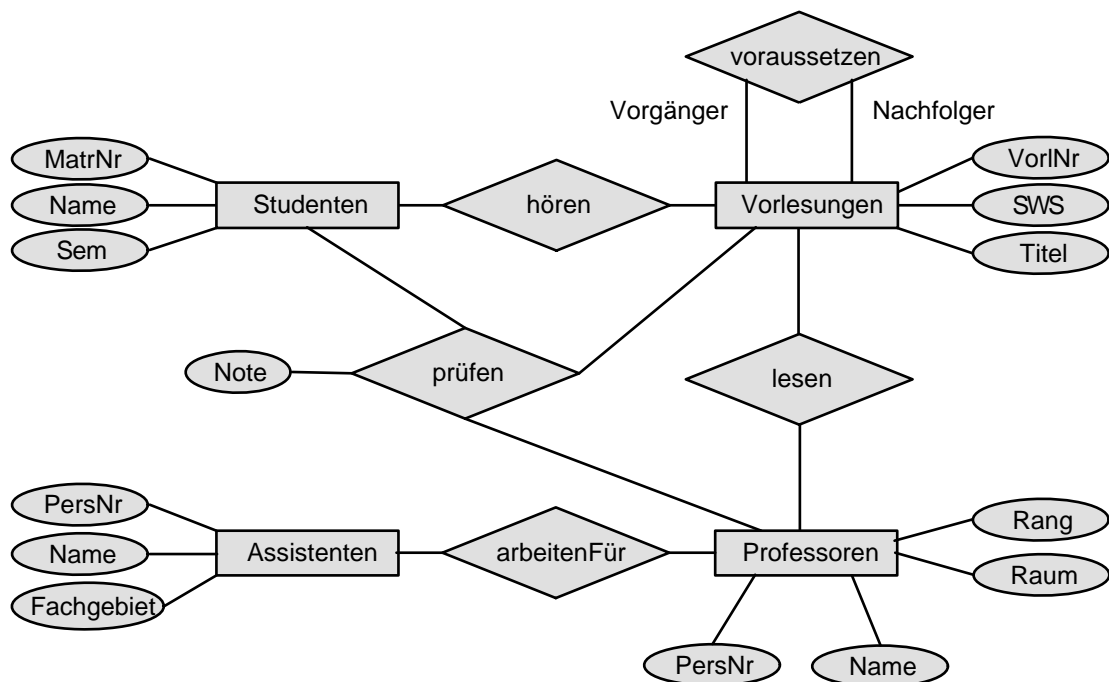 voraussetzen
Vorgänger
Nachfolger
MatrNr
Name
Sem
Studenten
hören
Vorlesungen
VorlNr
SWS
Titel
Note
prüfen
lesen
PersNr
Name
Fachgebiet
Assistenten
arbeitenFür
Professoren
Rang
Raum
PersNr
Name